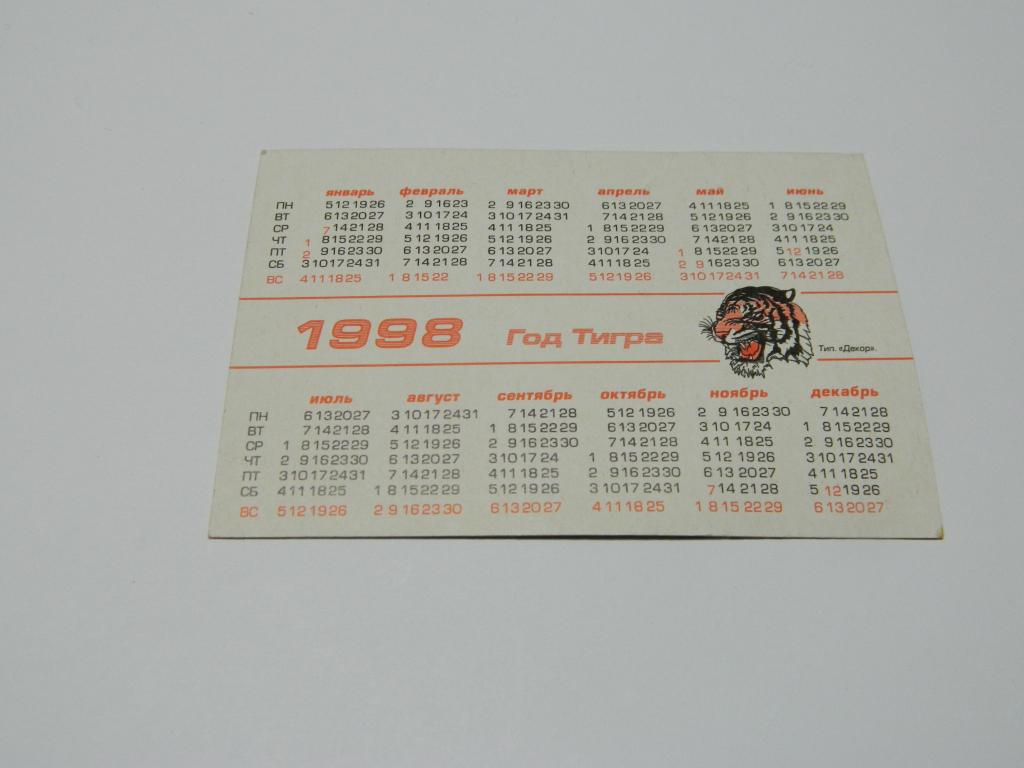 январь февраль март апрель май июнь
ПН 5 12 19 26 2 9 16 23 2 9 16 23 30 6 13 20 27 4 11 18 25 1 8 15 22 29
ВТ 6 13 20 27 3 10 17 24 3 10 17 24 31 7 14 21 28 5 12 19 26 2 9 16 23 30
СР 7 14 21 28 4 11 18 25 4 11 18 25 1 8 15 22 29 6 13 20 27 3 10 17 24
ЧТ 1 8 15 22 29 5 12 19 26 5 12 19 26 2 9 16 23 30 7 14 21 28 4 11 18 25
ПТ 2 9 16 23 30 6 13 20 27 6 13 20 27 3 10 17 24 1 8 15 22 29 5 12 19 26
СБ 3 10 17 24 31 7 14 21 28 7 14 21 28 4 11 18 25 2 9 16 23 30 6 13 20 27
ВС 4 11 18 25 1 8 15 22 1 8 15 22 29 5 12 19 26 3 10 17 24 31 7 14 21 28
1998 Год Тигра
Тип. «Декор».
июль август сентябрь октябрь ноябрь декабрь
ПН 6 13 20 27 3 10 17 24 31 7 14 21 28 5 12 19 26 2 9 16 23 30 7 14 21 28
ВТ 7 14 21 28 4 11 18 25 1 8 15 22 29 6 13 20 27 3 10 17 24 1 8 15 22 29
СР 1 8 15 22 29 5 12 19 26 2 9 16 23 30 7 14 21 28 4 11 18 25 2 9 16 23 30
ЧТ 2 9 16 23 30 6 13 20 27 3 10 17 24 1 8 15 22 29 5 12 19 26 3 10 17 24 31
ПТ 3 10 17 24 31 7 14 21 28 4 11 18 25 2 9 16 23 30 6 13 20 27 4 11 18 25
СБ 4 11 18 25 1 8 15 22 29 5 12 19 26 3 10 17 24 31 7 14 21 28 5 12 19 26
ВС 5 12 19 26 2 9 16 23 30 6 13 20 27 4 11 18 25 1 8 15 22 29 6 13 20 27